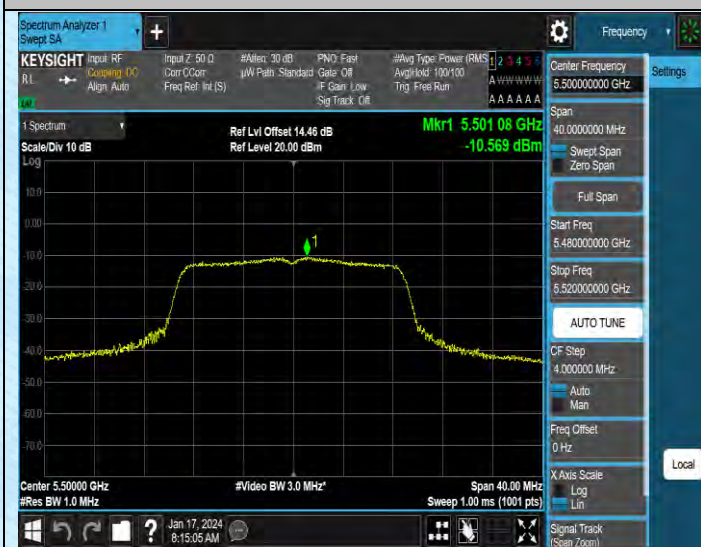 Spectrum Analyzer 1
Swept SA
+
Frequency
KEYSIGHT
RL
Input: RF
Coupling: DC
Align: Auto
Input Z: 50 Ω
Corr CCorr
Freq Ref: Int (S)
#Atten: 30 dB
µW Path: Standard
PNO: Fast
Gate: Off
IF Gain: Low
Sig Track: Off
#Avg Type: Power (RMS
Avg|Hold: 100/100
Trig: Free Run
1 2 3 4 5 6
A W W W W W
A A A A A A
1 Spectrum
Scale/Div 10 dB
Ref Lvl Offset 14.46 dB
Ref Level 20.00 dBm
Mkr1 5.501 08 GHz
-10.569 dBm
Log
10.0
0.00
-10.0
-20.0
-30.0
-40.0
-50.0
-60.0
-70.0
1
Center 5.50000 GHz
#Res BW 1.0 MHz
#Video BW 3.0 MHz*
Span 40.00 MHz
Sweep 1.00 ms (1001 pts)
Center Frequency
5.500000000 GHz
Settings
Span
40.0000000 MHz
Swept Span
Zero Span
Full Span
Start Freq
5.480000000 GHz
Stop Freq
5.520000000 GHz
AUTO TUNE
CF Step
4.000000 MHz
Auto
Man
Freq Offset
0 Hz
X Axis Scale
Log
Lin
Local
Signal Track
(Span Zoom)
?
Jan 17, 2024
8:15:05 AM